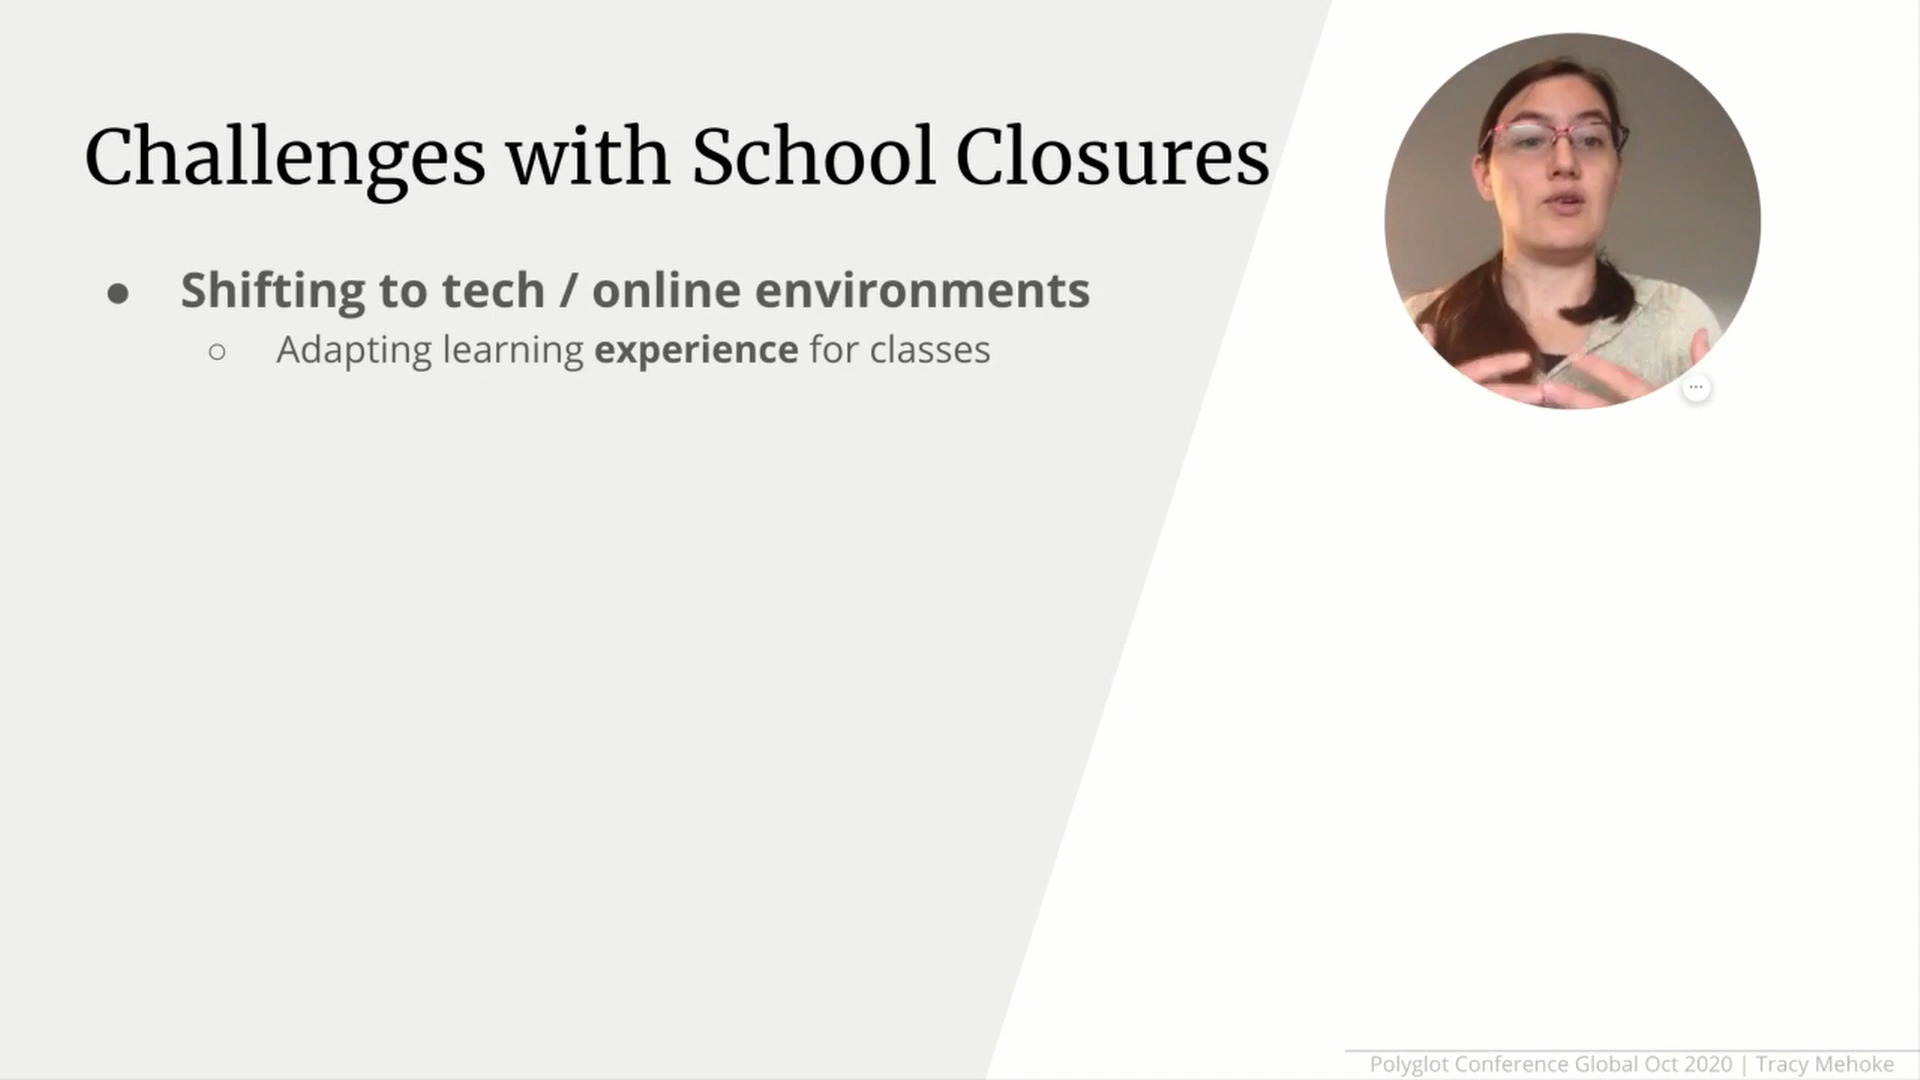 Challenges with School Closures
● Shifting to tech / online environments
○ Adapting learning experience for classes
Polyglot Conference Global Oct 2020 | Tracy Mehoke